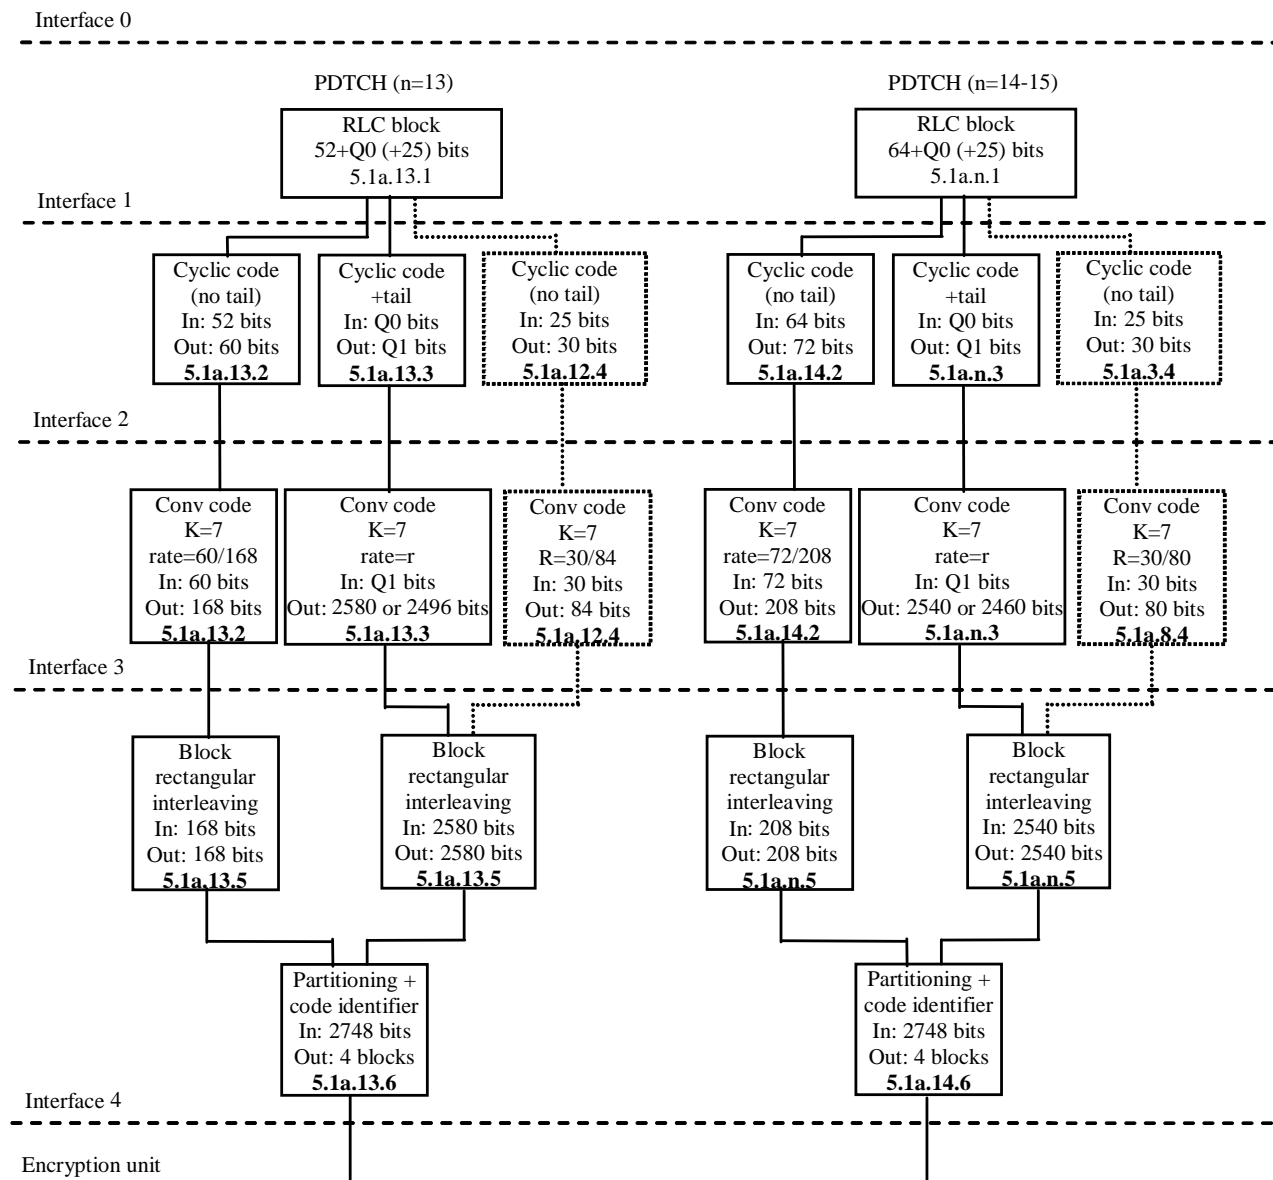 Interface 0
PDTCH (n=13)
PDTCH (n=14-15)
RLC block
52+Q0 (+25) bits
5.1a.13.1
RLC block
64+Q0 (+25) bits
5.1a.n.1
Interface 1
Cyclic code
(no tail)
In: 52 bits
Out: 60 bits
5.1a.13.2
Cyclic code
+tail
In: Q0 bits
Out: Q1 bits
5.1a.13.3
Cyclic code
(no tail)
In: 25 bits
Out: 30 bits
5.1a.12.4
Cyclic code
(no tail)
In: 64 bits
Out: 72 bits
5.1a.14.2
Cyclic code
+tail
In: Q0 bits
Out: Q1 bits
5.1a.n.3
Cyclic code
(no tail)
In: 25 bits
Out: 30 bits
5.1a.3.4
Interface 2
Conv code
K=7
rate=60/168
In: 60 bits
Out: 168 bits
5.1a.13.2
Conv code
K=7
rate=r
In: Q1 bits
Out: 2580 or 2496 bits
5.1a.13.3
Conv code
K=7
R=30/84
In: 30 bits
Out: 84 bits
5.1a.12.4
Conv code
K=7
rate=72/208
In: 72 bits
Out: 208 bits
5.1a.14.2
Conv code
K=7
rate=r
In: Q1 bits
Out: 2540 or 2460 bits
5.1a.n.3
Conv code
K=7
R=30/80
In: 30 bits
Out: 80 bits
5.1a.8.4
Interface 3
Block
rectangular
interleaving
In: 168 bits
Out: 168 bits
5.1a.13.5
Block
rectangular
interleaving
In: 2580 bits
Out: 2580 bits
5.1a.13.5
Block
rectangular
interleaving
In: 208 bits
Out: 208 bits
5.1a.n.5
Block
rectangular
interleaving
In: 2540 bits
Out: 2540 bits
5.1a.n.5
Partitioning +
code identifier
In: 2748 bits
Out: 4 blocks
5.1a.13.6
Partitioning +
code identifier
In: 2748 bits
Out: 4 blocks
5.1a.14.6
Interface 4
Encryption unit